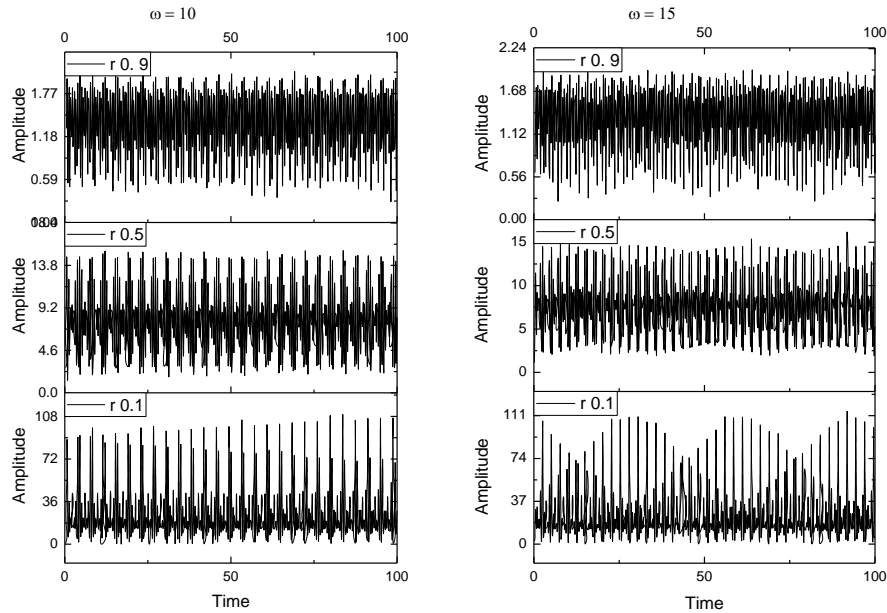 ω = 10
0 50 100
r 0. 9
Amplitude
1.77
1.18
0.59
r 0.5
Amplitude
13.8
9.2
4.6
0.0
r 0.1
Amplitude
108
72
36
0
0 50 100
Time
ω = 15
0 50 100
2.24
r 0. 9
Amplitude
1.68
1.12
0.56
0.00
r 0.5
Amplitude
15
10
5
0
r 0.1
Amplitude
111
74
37
0
0 50 100
Time